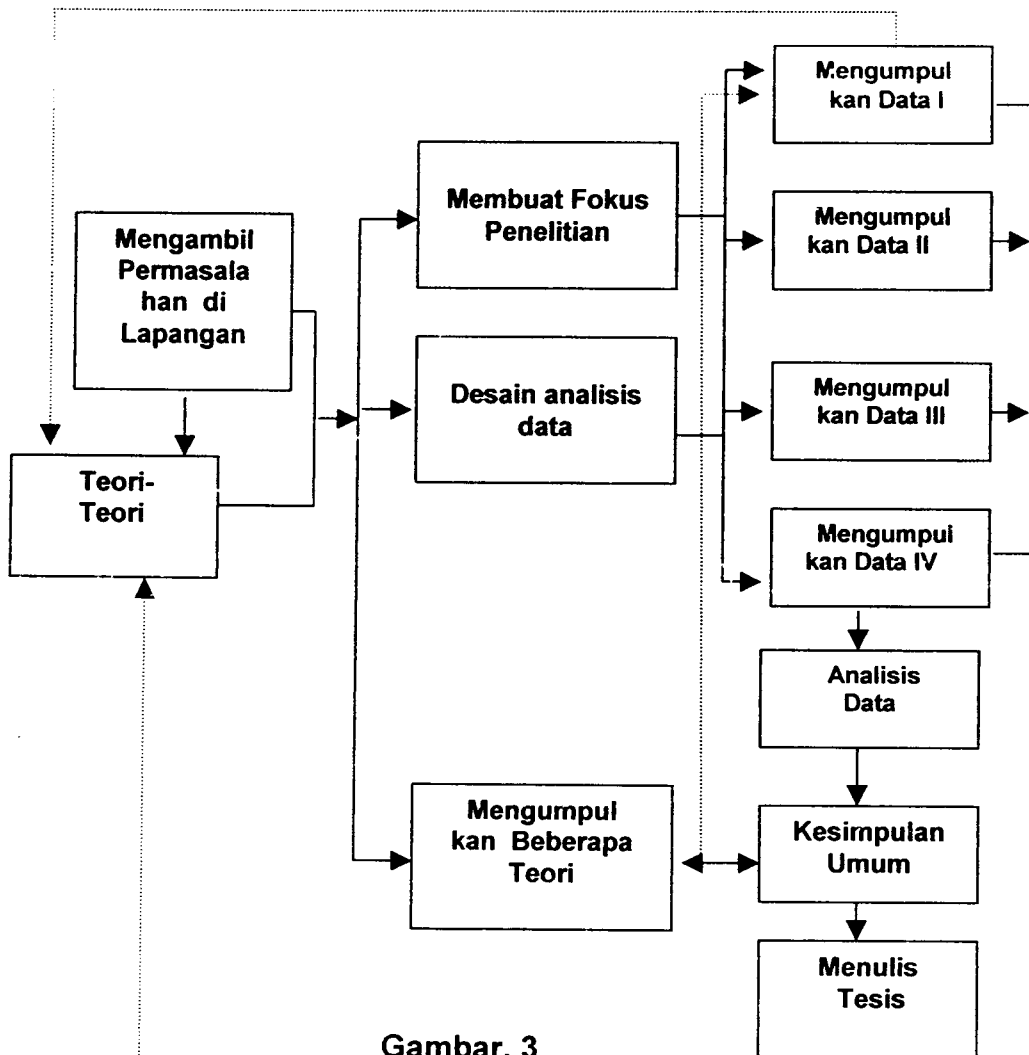 Mengambil
Permasala
han di
Lapangan
Teori-
Teori
Membuat Fokus
Penelitian
Desain analisis
data
Mengumpul
kan Beberapa
Teori
Mengumpul
kan Data I
Mengumpul
kan Data II
Mengumpul
kan Data III
Mengumpul
kan Data IV
Analisis
Data
Kesimpulan
Umum
Menulis
Tesis
Gambar. 3